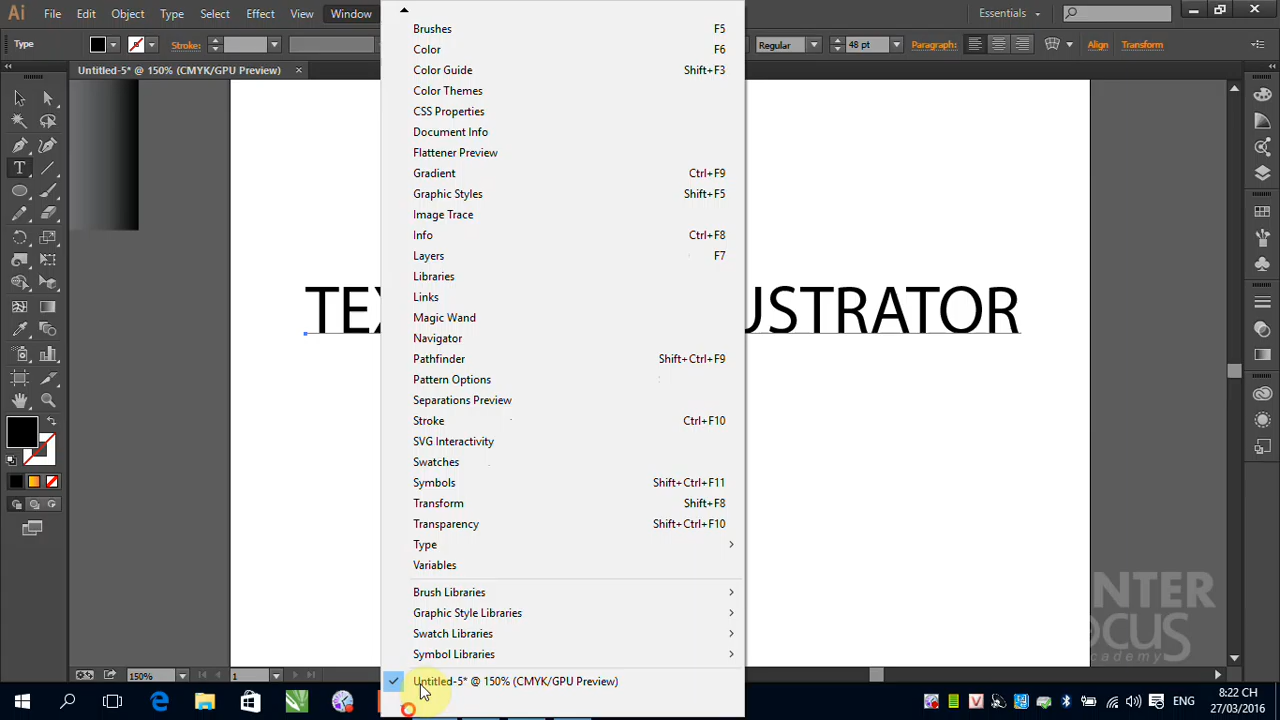 Ai File Edit Object Type Select Effect View Window Essentials
Type Stroke: Regular 48 pt Paragraph: Align Transform
Untitled-5* @ 150% (CMYK/GPU Preview) ×
Brushes F5
Color F6
Color Guide Shift+F3
Color Themes
CSS Properties
Document Info
Flattener Preview
Gradient Ctrl+F9
Graphic Styles Shift+F5
Image Trace
Info Ctrl+F8
Layers F7
Libraries
Links
Magic Wand
Navigator
Pathfinder Shift+Ctrl+F9
Pattern Options
Separations Preview
Stroke Ctrl+F10
SVG Interactivity
Swatches
Symbols Shift+Ctrl+F11
Transform Shift+F8
Transparency Shift+Ctrl+F10
Type
Variables
Brush Libraries
Graphic Style Libraries
Swatch Libraries
Symbol Libraries
Untitled-5* @ 150% (CMYK/GPU Preview)
TEX USTRATOR
NTER
FOCUS
ACADEMY
150% 1
ENG 8:22 CH
27/03/2016